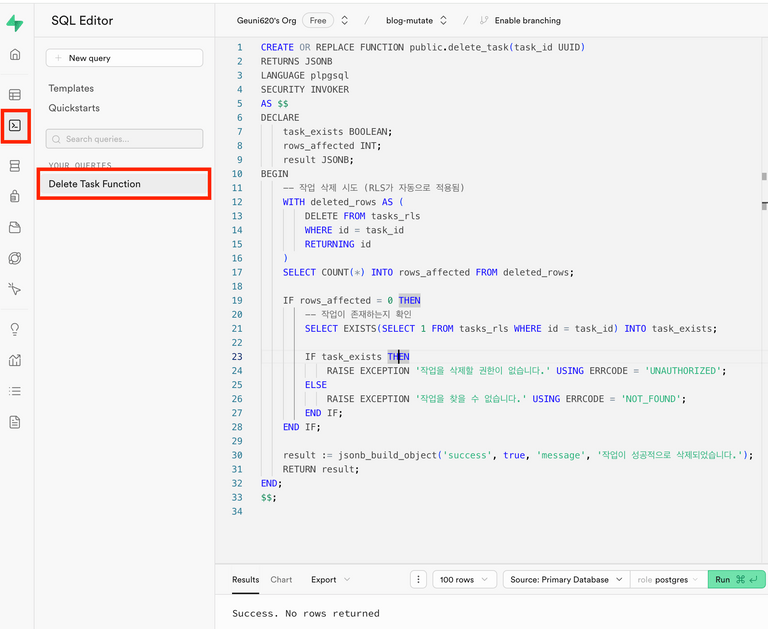 SQL Editor
Geuni620's Org Free / blog-mutate / Enable branching
New query
Templates
Quickstarts
Search queries...
YOUR QUERIES
Delete Task Function
1 CREATE OR REPLACE FUNCTION public.delete_task(task_id UUID)
2 RETURNS JSONB
3 LANGUAGE plpgsql
4 SECURITY INVOKER
5 AS $$
6 DECLARE
7 task_exists BOOLEAN;
8 rows_affected INT;
9 result JSONB;
10 BEGIN
11 -- 작업 삭제 시도 (RLS가 자동으로 적용됨)
12 WITH deleted_rows AS (
13 DELETE FROM tasks_rls
14 WHERE id = task_id
15 RETURNING id
16 )
17 SELECT COUNT(*) INTO rows_affected FROM deleted_rows;
18
19 IF rows_affected = 0 THEN
20 -- 작업이 존재하는지 확인
21 SELECT EXISTS(SELECT 1 FROM tasks_rls WHERE id = task_id) INTO task_exists;
22
23 IF task_exists THEN
24 RAISE EXCEPTION '작업을 삭제할 권한이 없습니다.' USING ERRCODE = 'UNAUTHORIZED';
25 ELSE
26 RAISE EXCEPTION '작업을 찾을 수 없습니다.' USING ERRCODE = 'NOT_FOUND';
27 END IF;
28 END IF;
29
30 result := jsonb_build_object('success', true, 'message', '작업이 성공적으로 삭제되었습니다.');
31 RETURN result;
32 END;
33 $$;
34
Results Chart Export 100 rows Source: Primary Database role postgres Run ⌘ ↵
Success. No rows returned